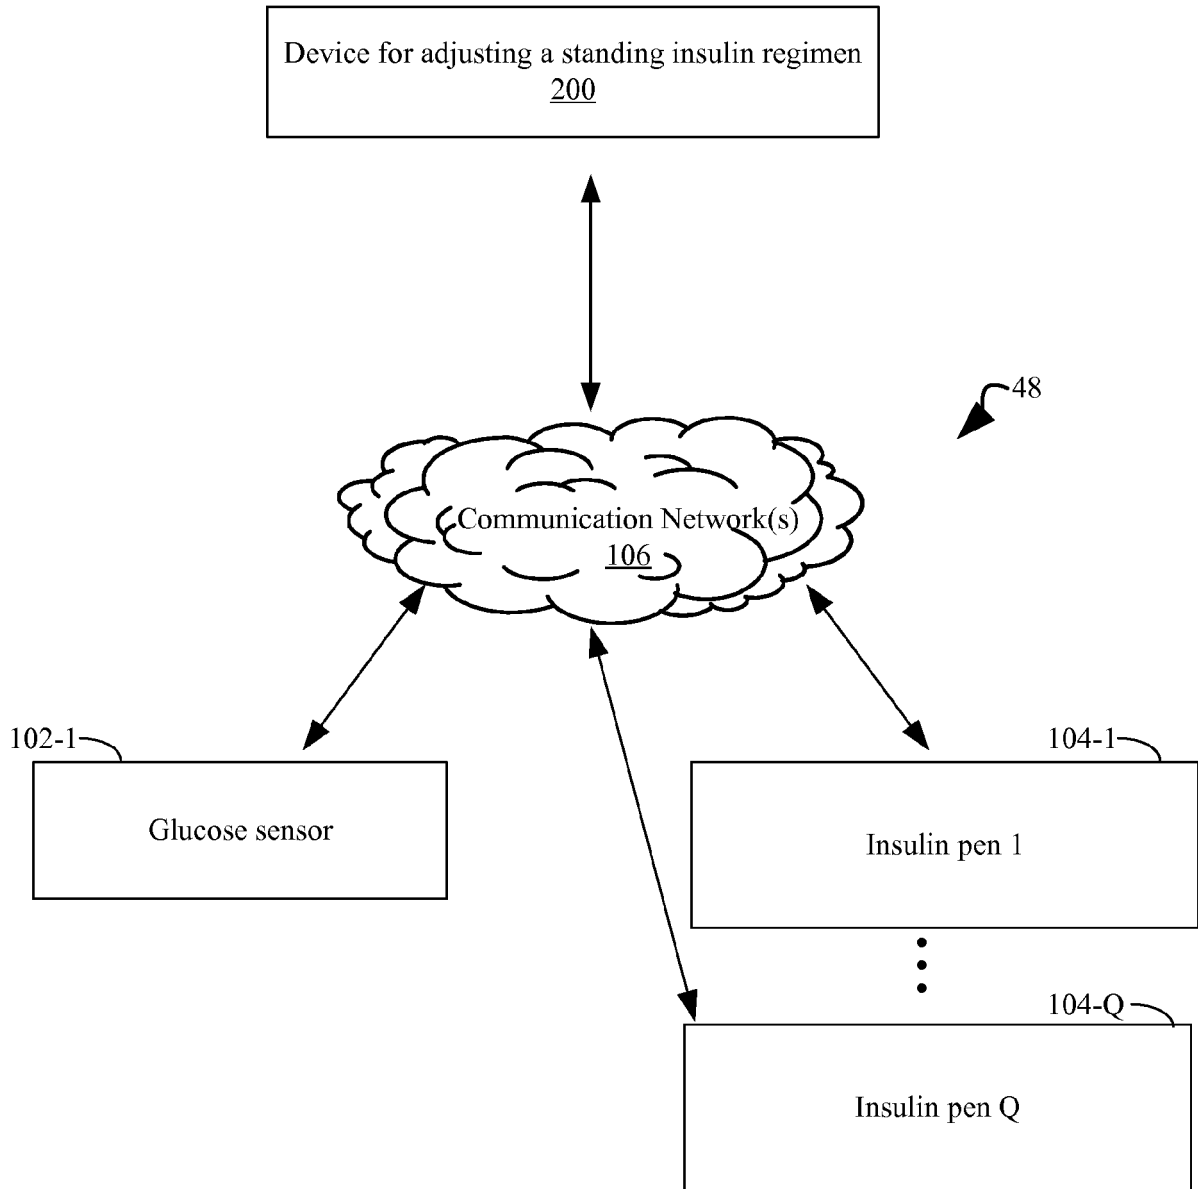 Device for adjusting a standing insulin regimen
200
48
Communication Network(s)
106
102-1
104-1
Glucose sensor
Insulin pen 1
104-Q
Insulin pen Q